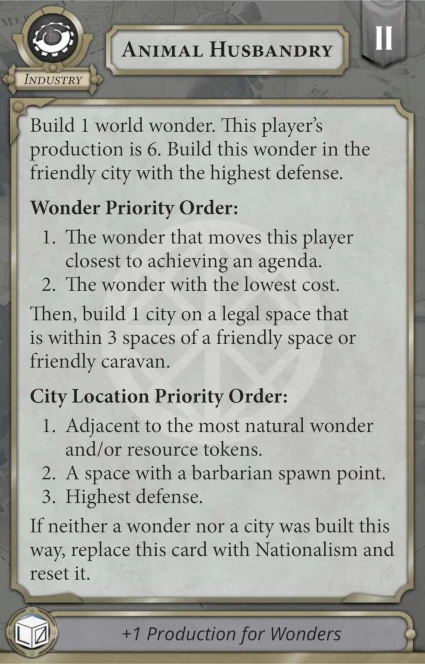 ANIMAL HUSBANDRY
II
INDUSTRY
Build 1 world wonder. This player's
production is 6. Build this wonder in the
friendly city with the highest defense.
Wonder Priority Order:
1. The wonder that moves this player
closest to achieving an agenda.
2. The wonder with the lowest cost.
Then, build 1 city on a legal space that
is within 3 spaces of a friendly space or
friendly caravan.
City Location Priority Order:
1. Adjacent to the most natural wonder
and/or resource tokens.
2. A space with a barbarian spawn point.
3. Highest defense.
If neither a wonder nor a city was built this
way, replace this card with Nationalism and
reset it.
+1 Production for Wonders